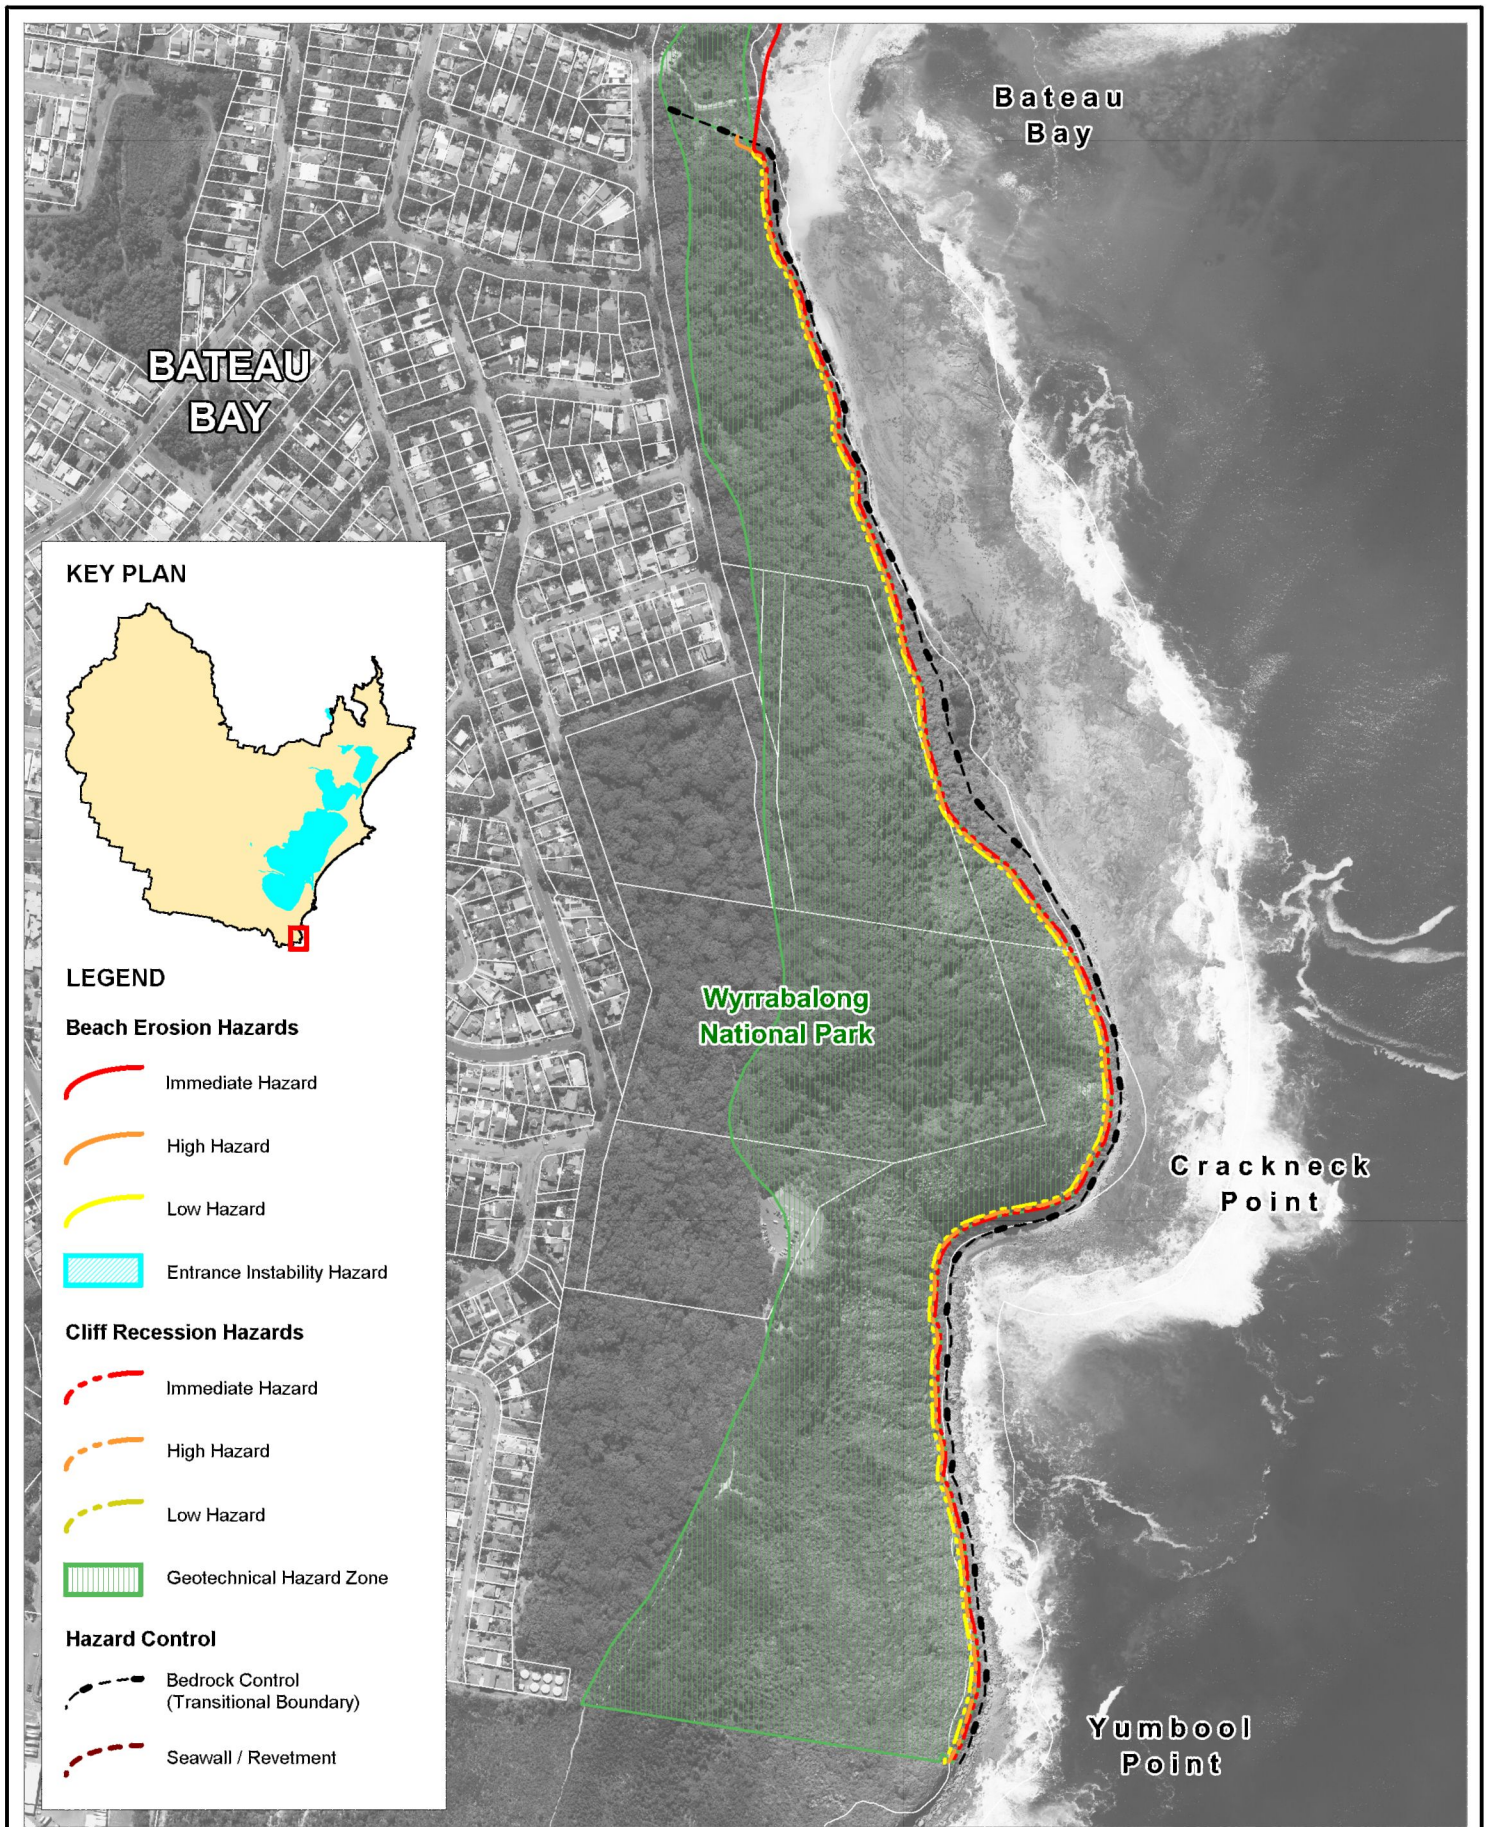 Bateau
Bay
BATEAU
BAY
KEY PLAN
LEGEND
Beach Erosion Hazards
Immediate Hazard
High Hazard
Low Hazard
Entrance Instability Hazard
Cliff Recession Hazards
Immediate Hazard
High Hazard
Low Hazard
Geotechnical Hazard Zone
Hazard Control
Bedrock Control
(Transitional Boundary)
Seawall / Revetment
Wyrrabalong
National Park
Crackneck
Point
Yumbool
Point